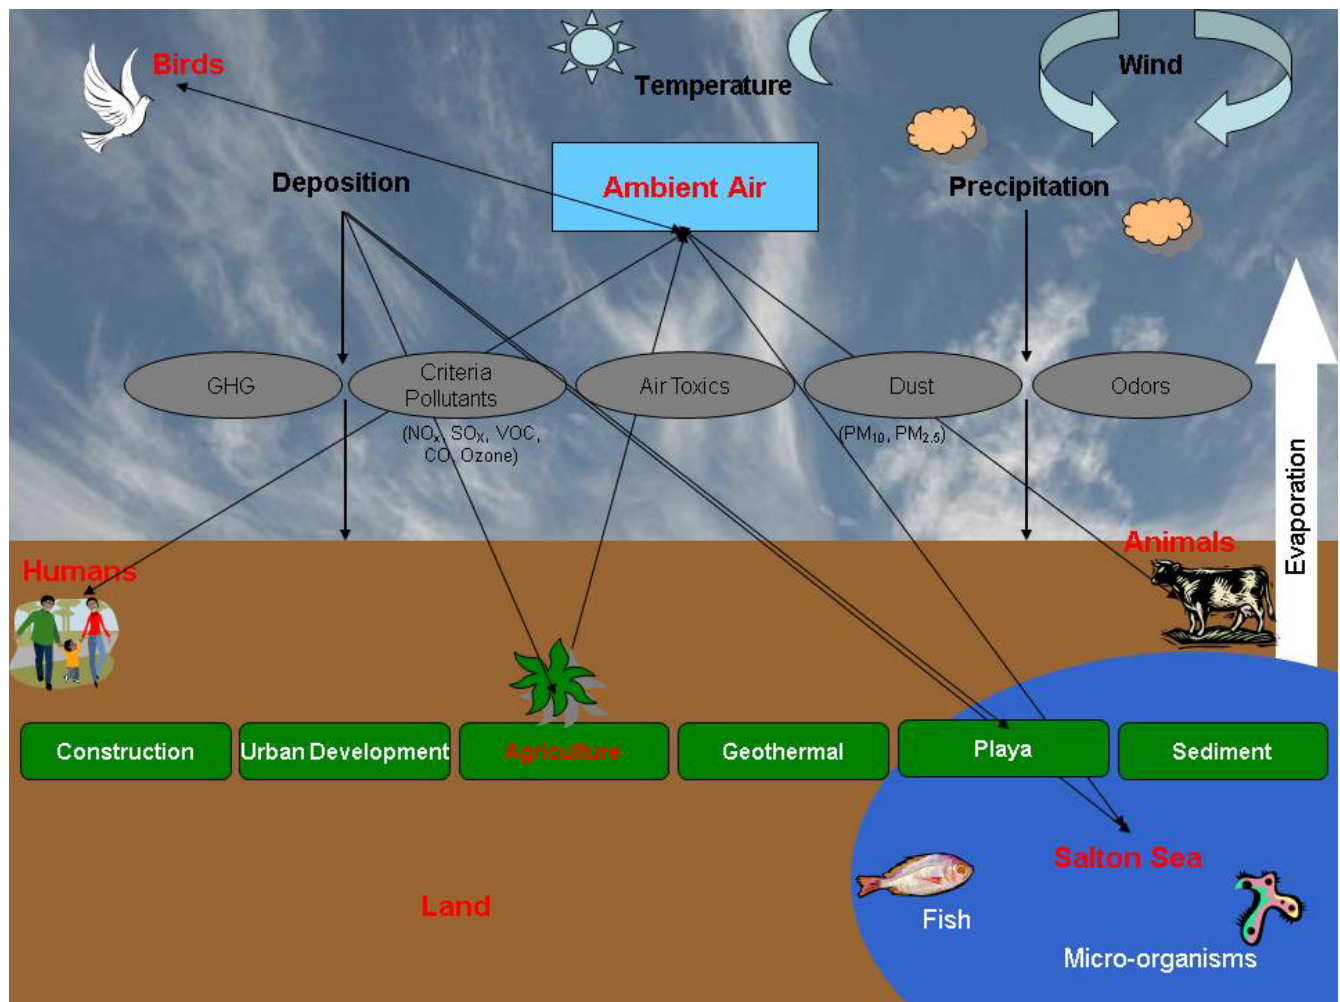 Birds
Temperature
Wind
Deposition
Ambient Air
Precipitation
GHG
Criteria
Pollutants
Air Toxics
Dust
Odors
(NOₓ, SOₓ, VOC,
CO, Ozone)
(PM₁₀, PM₂.₅)
Evaporation
Humans
Animals
Construction
Urban Development
Agriculture
Geothermal
Playa
Sediment
Salton Sea
Land
Fish
Micro-organisms